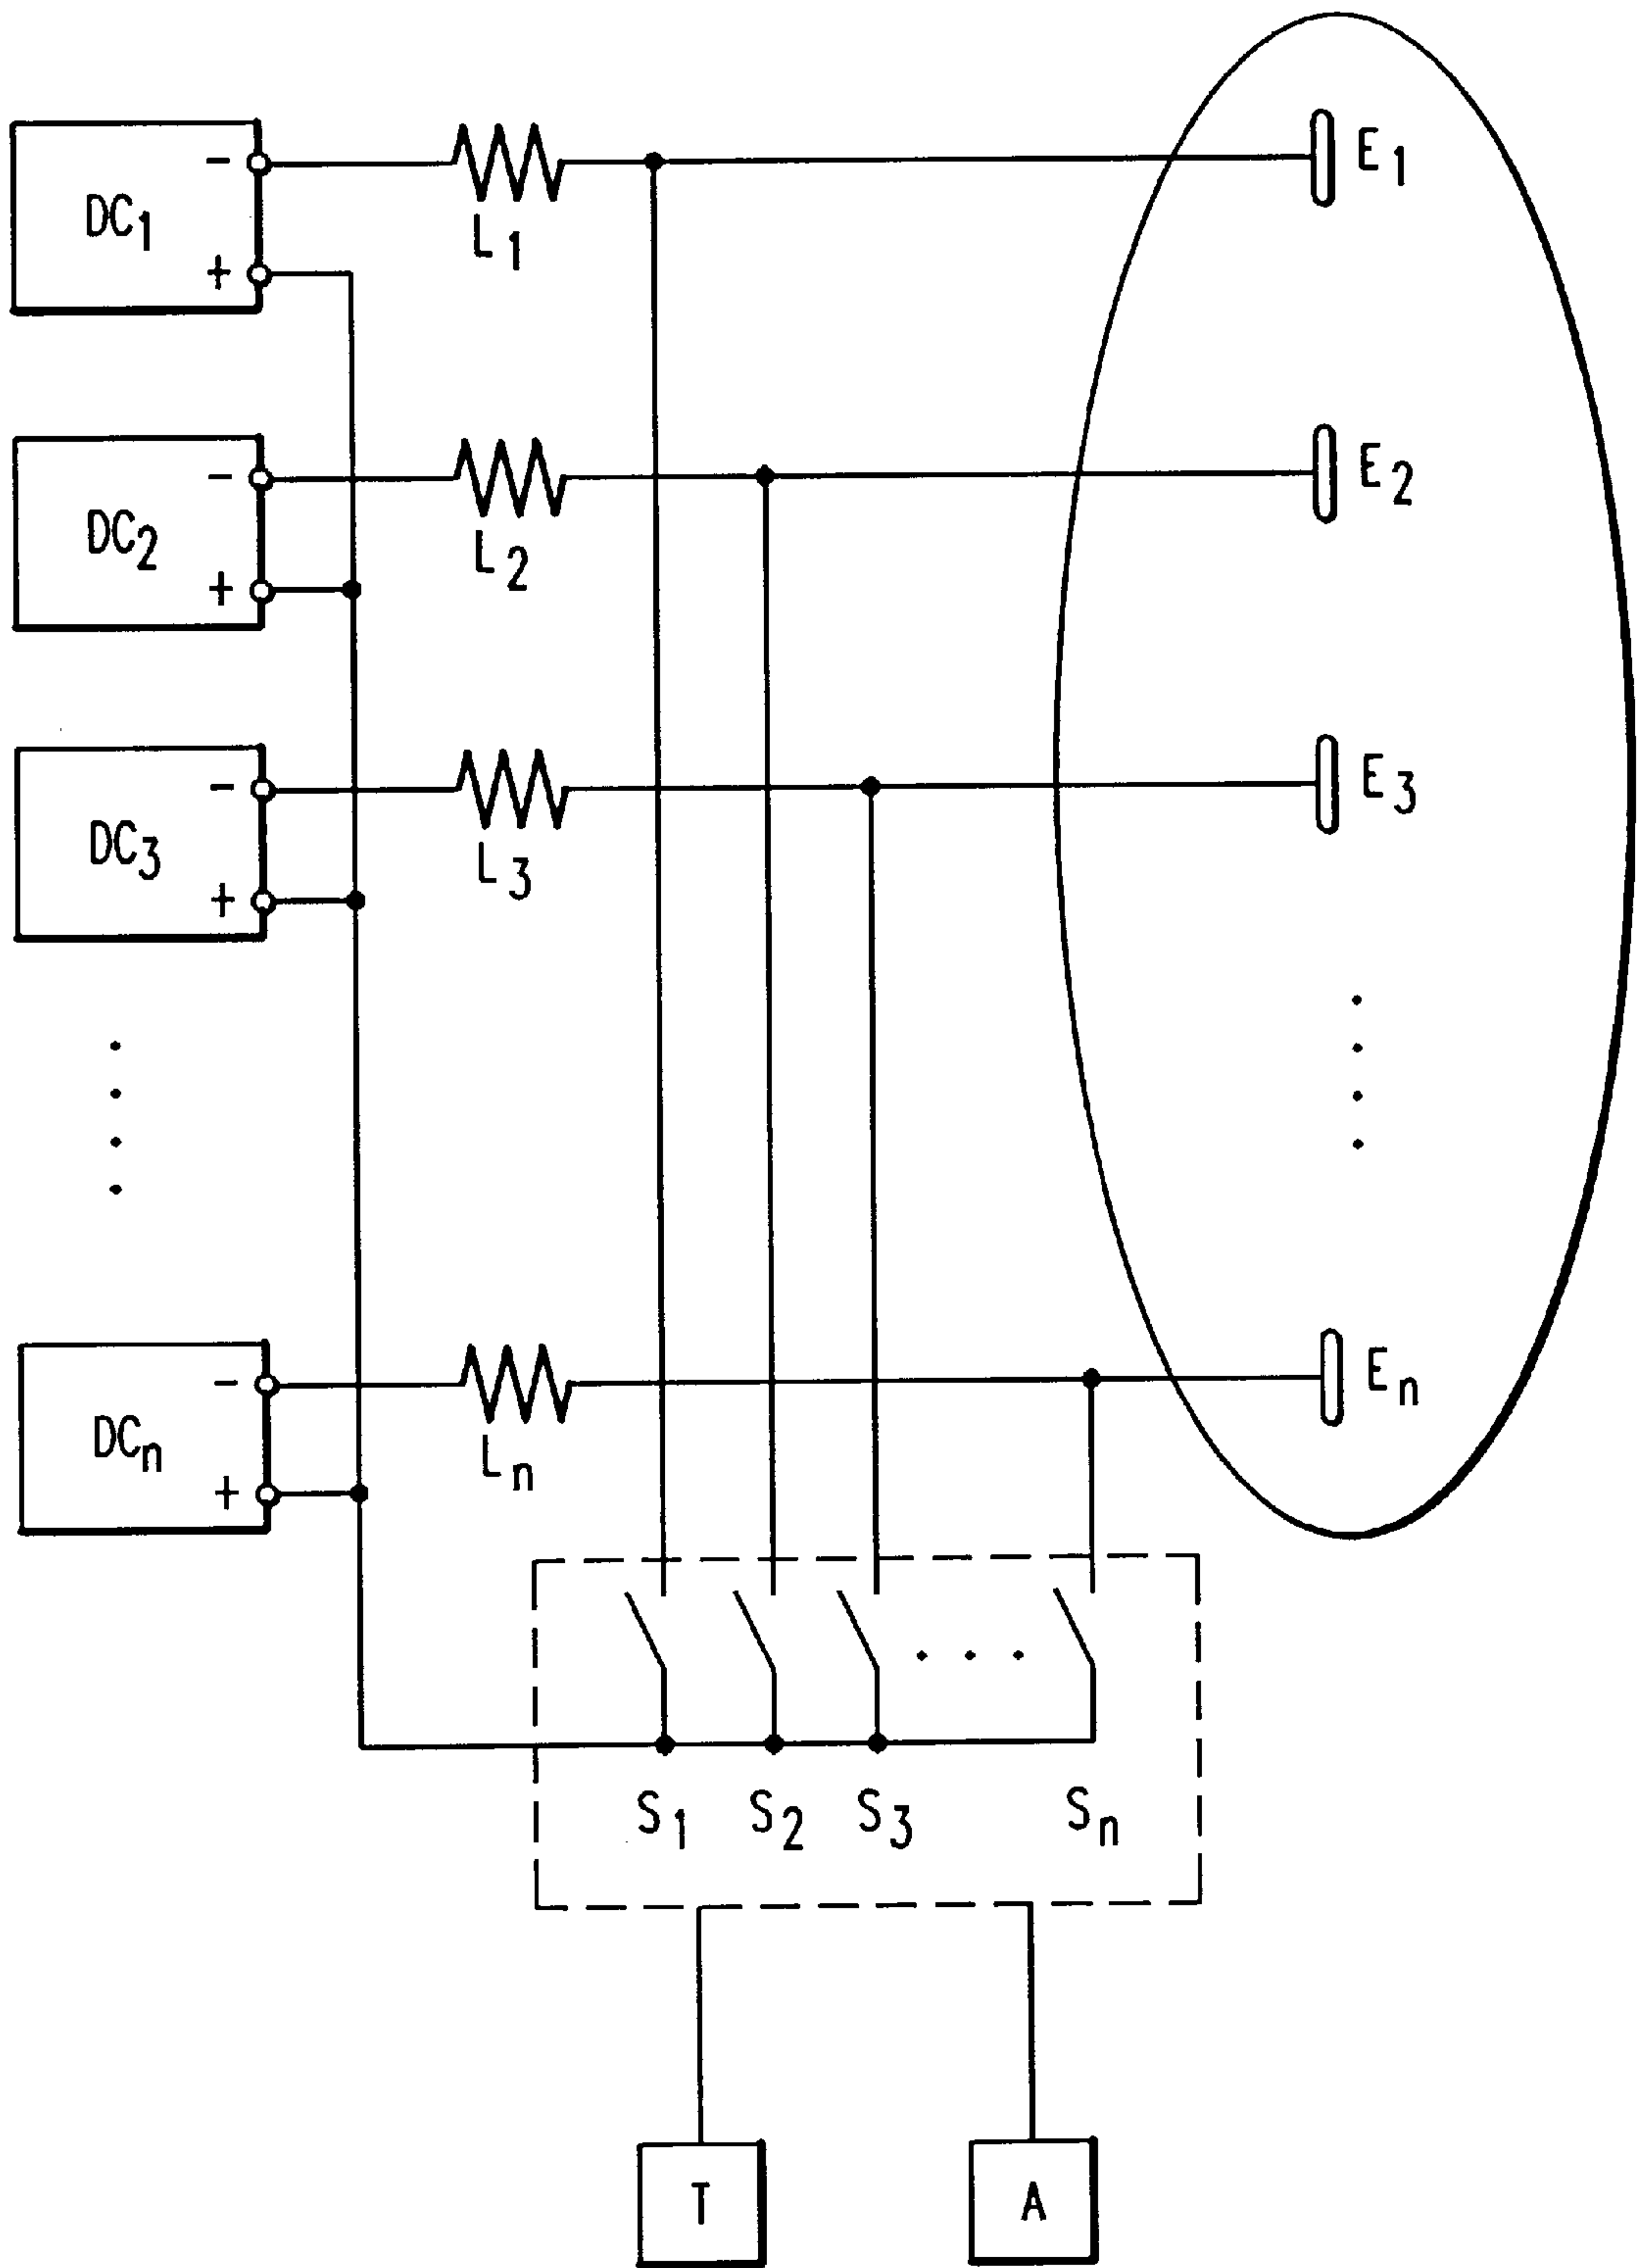 DC1
-
+
L1
E1
DC2
-
+
L2
E2
DC3
-
+
L3
E3
DCn
-
+
Ln
En
S1 S2 S3 Sn
T A